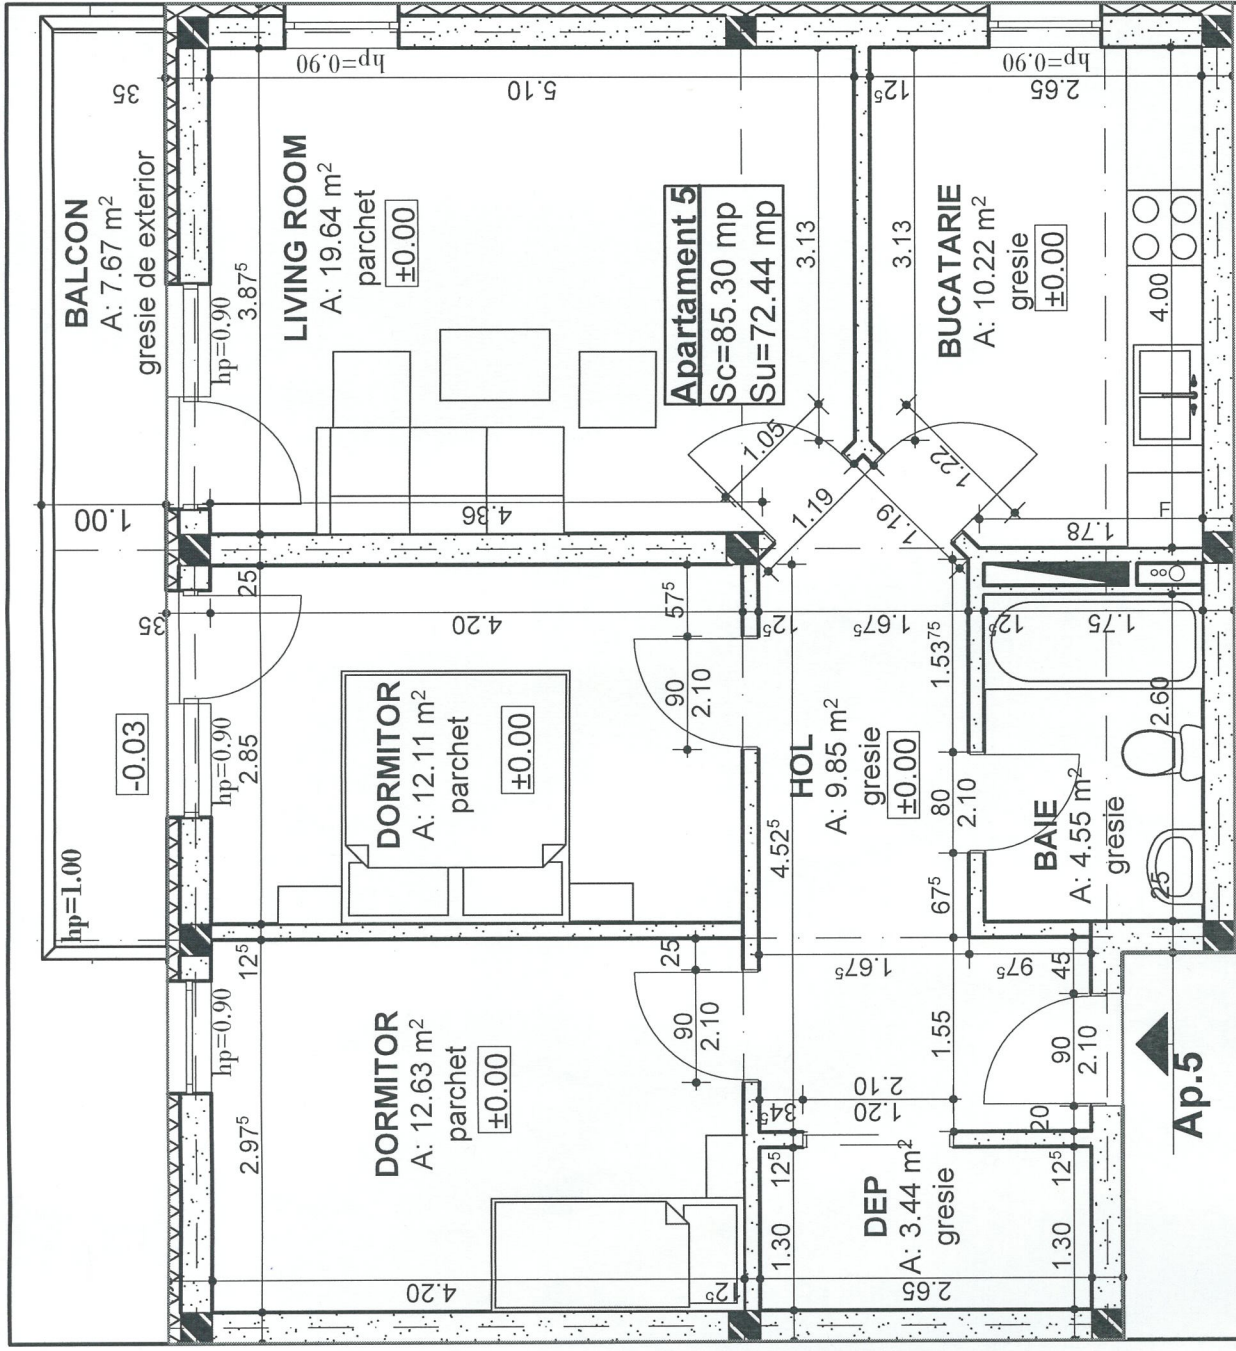 BALCON
A: 7.67 m²
gresie de exterior
35
1.00
35
-0.03
hp=1.00
hp=0.90
3.87⁵
25
hp=0.90
2.85
12⁵
hp=0.90
2.97⁵
LIVING ROOM
A: 19.64 m²
parchet
±0.00
hp=0.90
5.10
4.36
3.13
1.05
1.19
Apartament 5
Sc=85.30 mp
Su=72.44 mp
12⁵
BUCATARIE
A: 10.22 m²
gresie
±0.00
hp=0.90
2.65
3.13
4.00
1.22
1.19
1.78
F
DORMITOR
A: 12.11 m²
parchet
±0.00
4.20
57⁵
90
2.10
DORMITOR
A: 12.63 m²
parchet
±0.00
4.20
12⁵
25
90
2.10
HOL
A: 9.85 m²
gresie
±0.00
12⁵
1.67⁵
12⁵
1.53⁷⁵
4.52⁵
80
2.10
67⁵
1.67⁵
97⁵
1.55
34⁵
2.10
1.20
BAIE
A: 4.55 m²
gresie
1.75
2.60
25
45
90
2.10
20
DEP
A: 3.44 m²
gresie
12⁵
1.30
2.65
12⁵
1.30
Ap.5